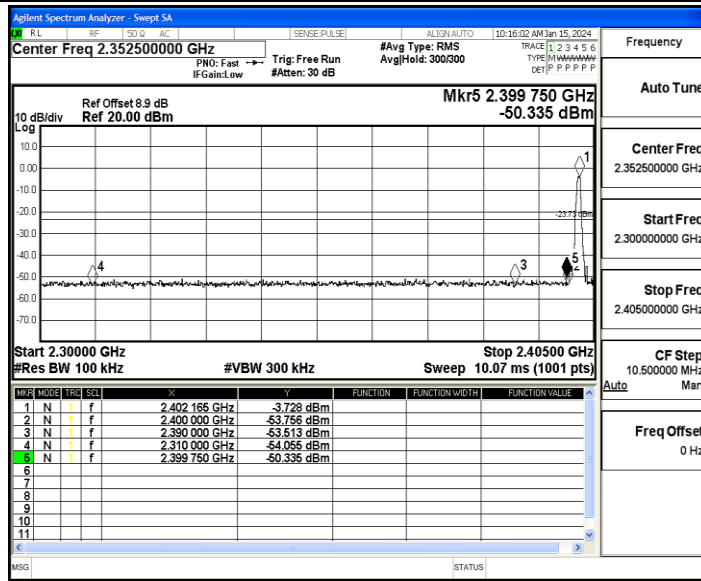 Agilent Spectrum Analyzer - Swept SA
RL RF 50 Ω AC SENSE:PULSE ALIGNAUTO 10:16:02 AM Jan 15, 2024
Center Freq 2.352500000 GHz
PNO: Fast
IFGain:Low
Trig: Free Run
#Atten: 30 dB
#Avg Type: RMS
Avg|Hold: 300/300
TRACE 1 2 3 4 5 6
TYPE MWWWWW
DET P P P P P P
Frequency
Auto Tune
Center Freq
2.352500000 GHz
Start Freq
2.300000000 GHz
Stop Freq
2.405000000 GHz
CF Step
10.500000 MHz
Auto Man
Freq Offset
0 Hz
Ref Offset 8.9 dB
10 dB/div Ref 20.00 dBm
Log
Mkr5 2.399 750 GHz
-50.335 dBm
10.0
0.00
-10.0
-20.0
-30.0
-40.0
-50.0
-60.0
-70.0
1
-23.73 dBm
4
3
5
2
Start 2.30000 GHz Stop 2.40500 GHz
#Res BW 100 kHz #VBW 300 kHz Sweep 10.07 ms (1001 pts)
MKR MODE TRC SCL X Y FUNCTION FUNCTION WIDTH FUNCTION VALUE
1 N 1 f 2.402 165 GHz -3.728 dBm
2 N 1 f 2.400 000 GHz -53.756 dBm
3 N 1 f 2.390 000 GHz -53.513 dBm
4 N 1 f 2.310 000 GHz -54.055 dBm
5 N 1 f 2.399 750 GHz -50.335 dBm
6
7
8
9
10
11
MSG STATUS